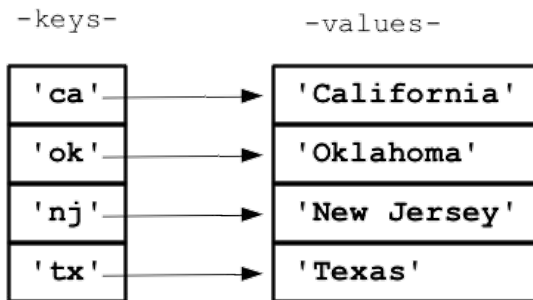 -keys- -values-
'ca' 'California'
'ok' 'Oklahoma'
'nj' 'New Jersey'
'tx' 'Texas'